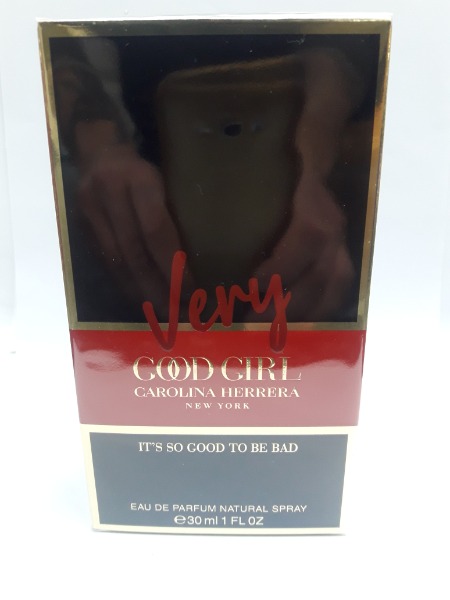 Very
GOOD GIRL
CAROLINA HERRERA
NEW YORK
IT'S SO GOOD TO BE BAD
EAU DE PARFUM NATURAL SPRAY
℮30 ml 1 FL OZ